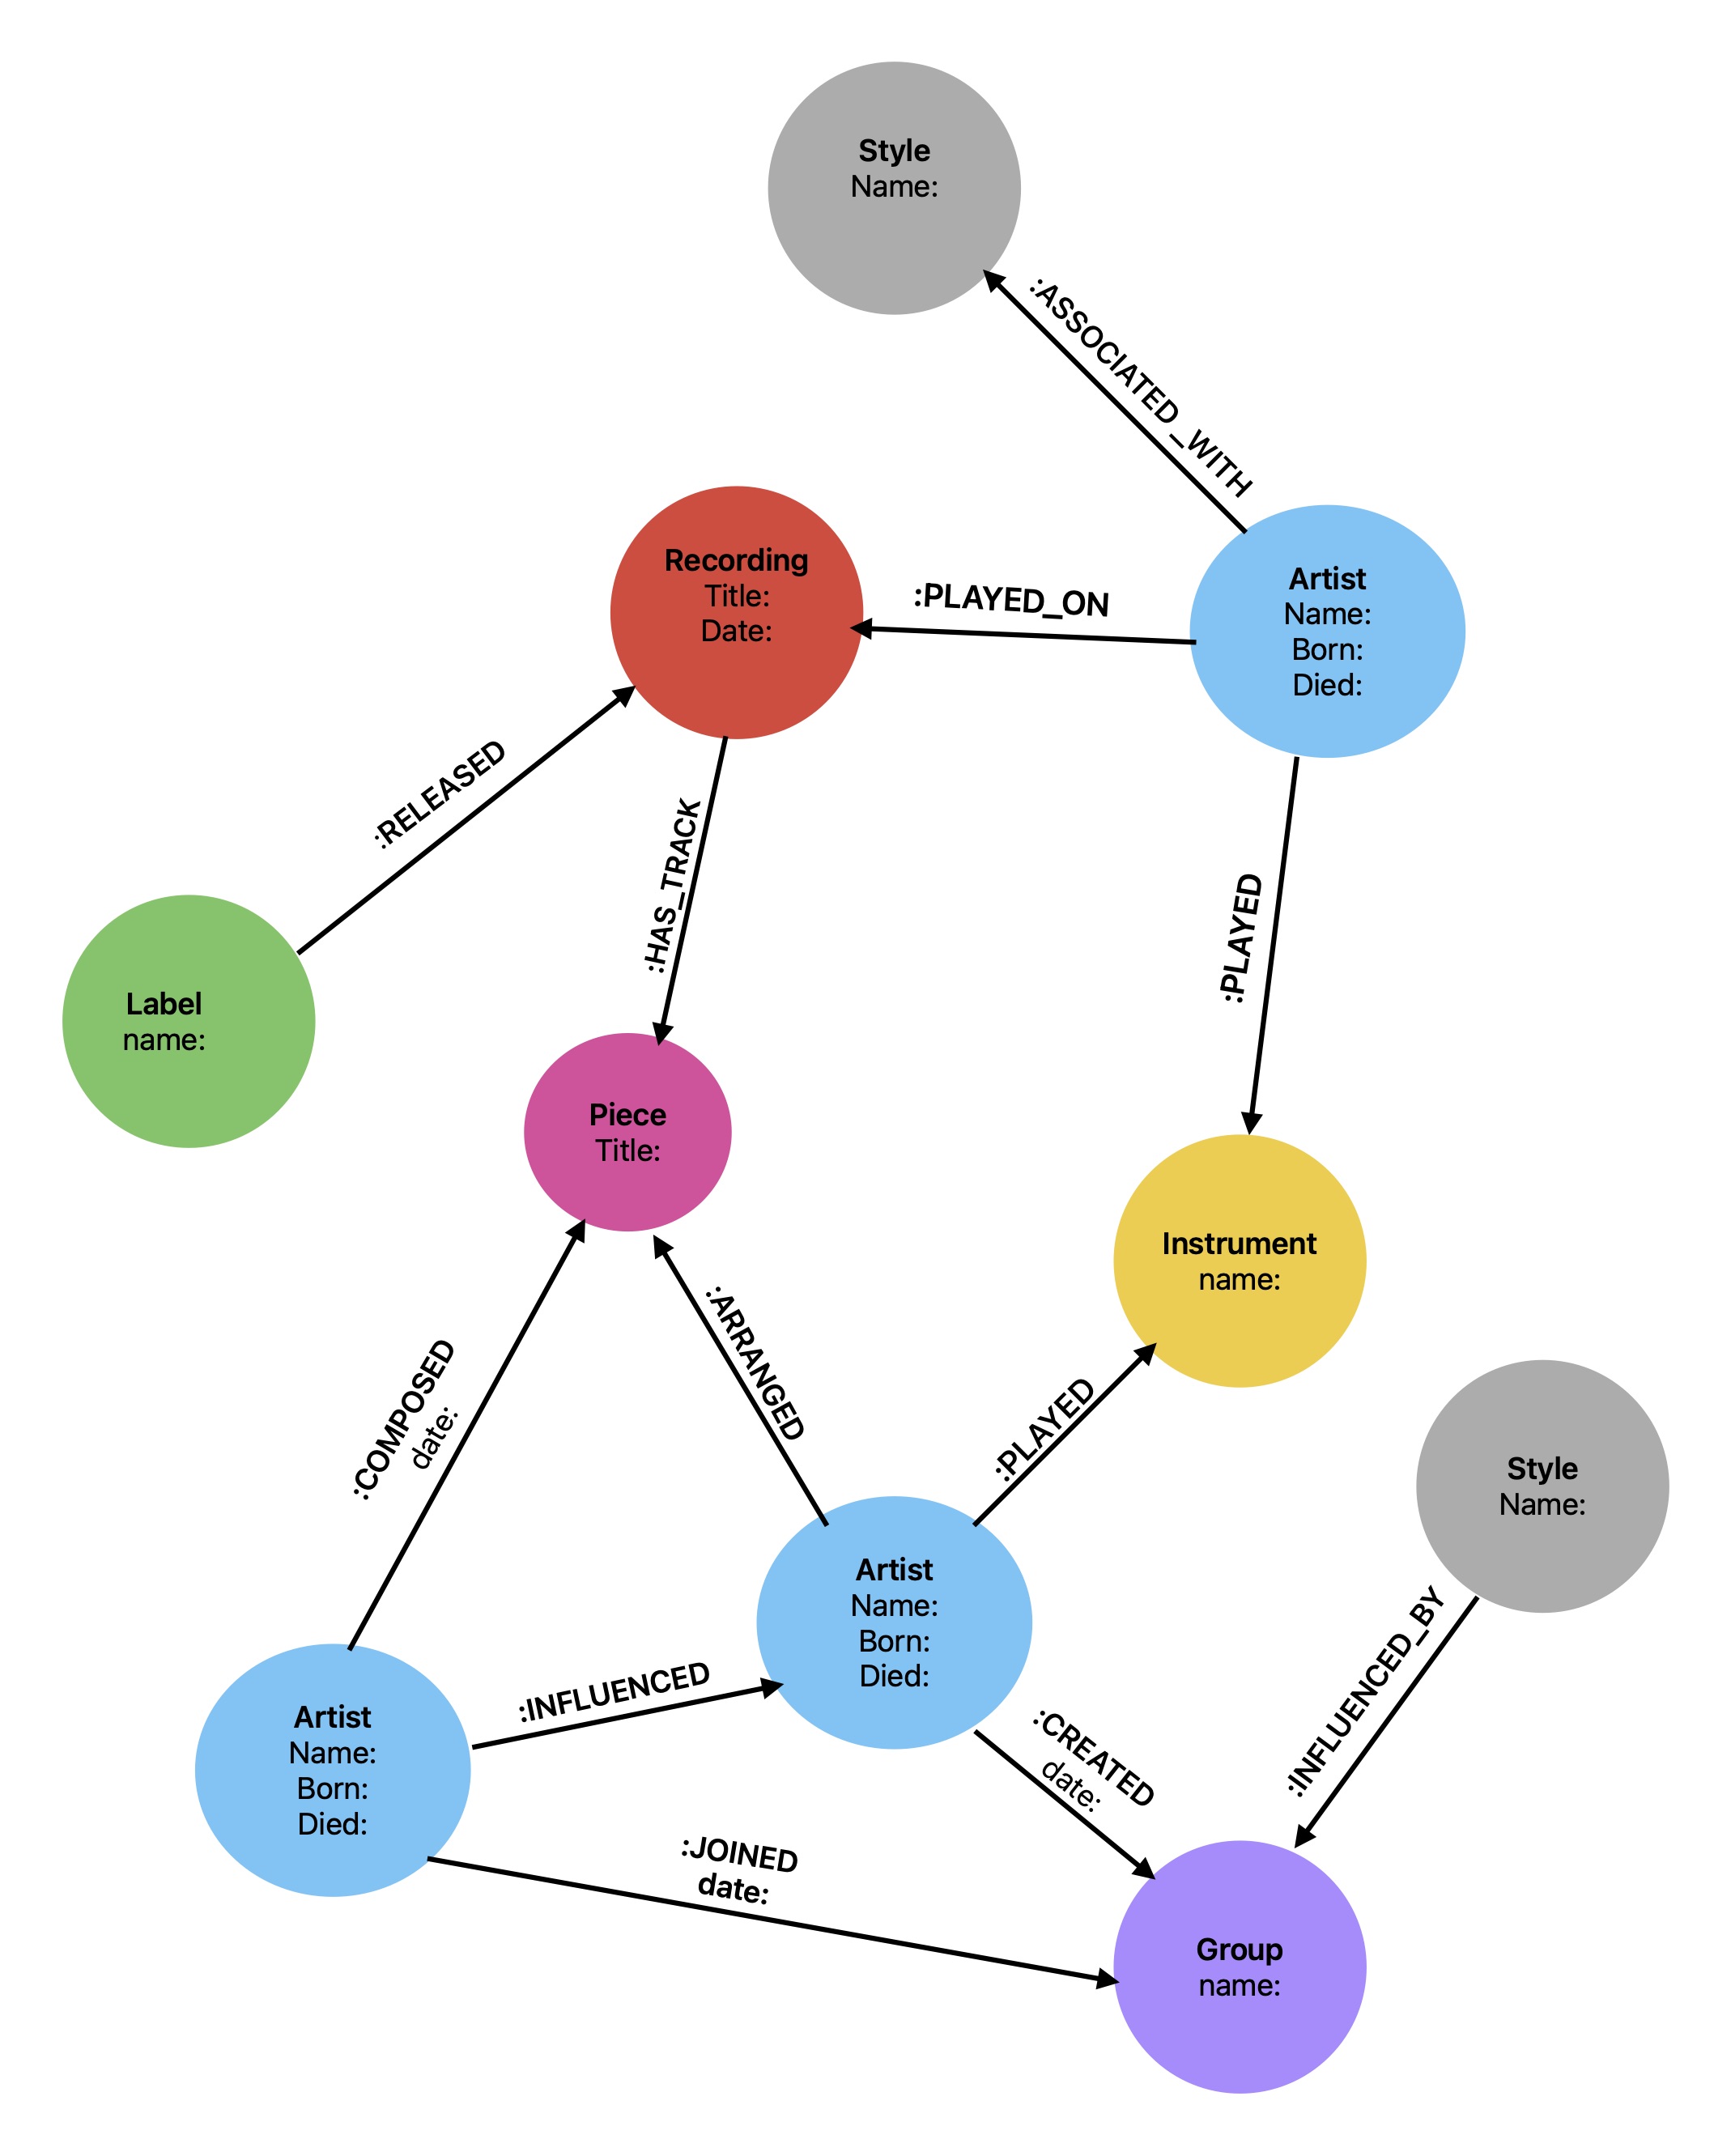 Style
Name:
:ASSOCIATED_WITH
Recording
Title:
Date:
:PLAYED_ON
Artist
Name:
Born:
Died:
:RELEASED
:HAS_TRACK
:PLAYED
Label
name:
Piece
Title:
Instrument
name:
:COMPOSED
date:
:ARRANGED
:PLAYED
Style
Name:
Artist
Name:
Born:
Died:
:INFLUENCED
:INFLUENCED_BY
Artist
Name:
Born:
Died:
:CREATED
date:
:JOINED
date:
Group
name: